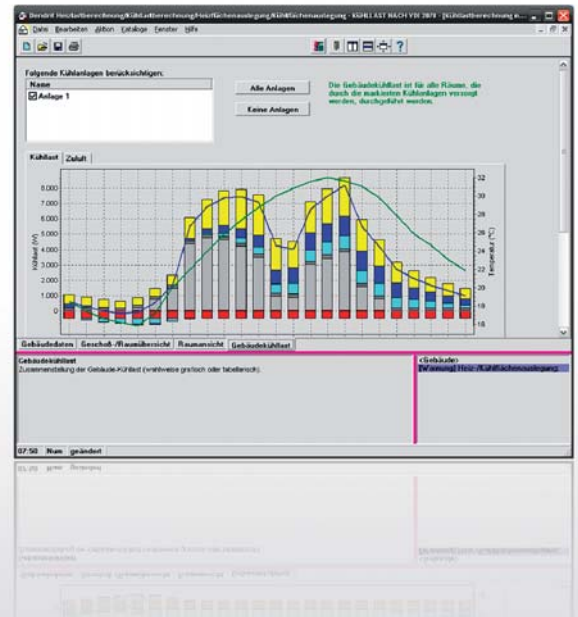 Dendrit Heizlastberechnung/Kühllastberechnung/Heizflächenauslegung/Kühlflächenauslegung - KÜHLLAST NACH VDI 2078 - [Kühllastberechnung n...
Datei Bearbeiten Aktion Kataloge Fenster Hilfe
Folgende Kühlanlagen berücksichtigen:
Name
Anlage 1
Alle Anlagen
Keine Anlagen
Die Gebäudekühllast ist für alle Räume, die
durch die markierten Kühlanlagen versorgt
werden, durchgeführt worden.
Kühllast Zuluft
Kühllast (W)
8.000
7.000
6.000
5.000
4.000
3.000
2.000
1.000
0
32
30
28
26
24
22
20
18
16
Temperatur (°C)
Gebäudedaten Geschoß-/Raumübersicht Raumansicht Gebäudekühllast
Gebäudekühllast
Zusammenstellung der Gebäude-Kühllast (wahlweise grafisch oder tabellarisch).
<Gebäude>
[Warnung] Heiz-/Kühlflächenauslegung:
07:50 Num geändert